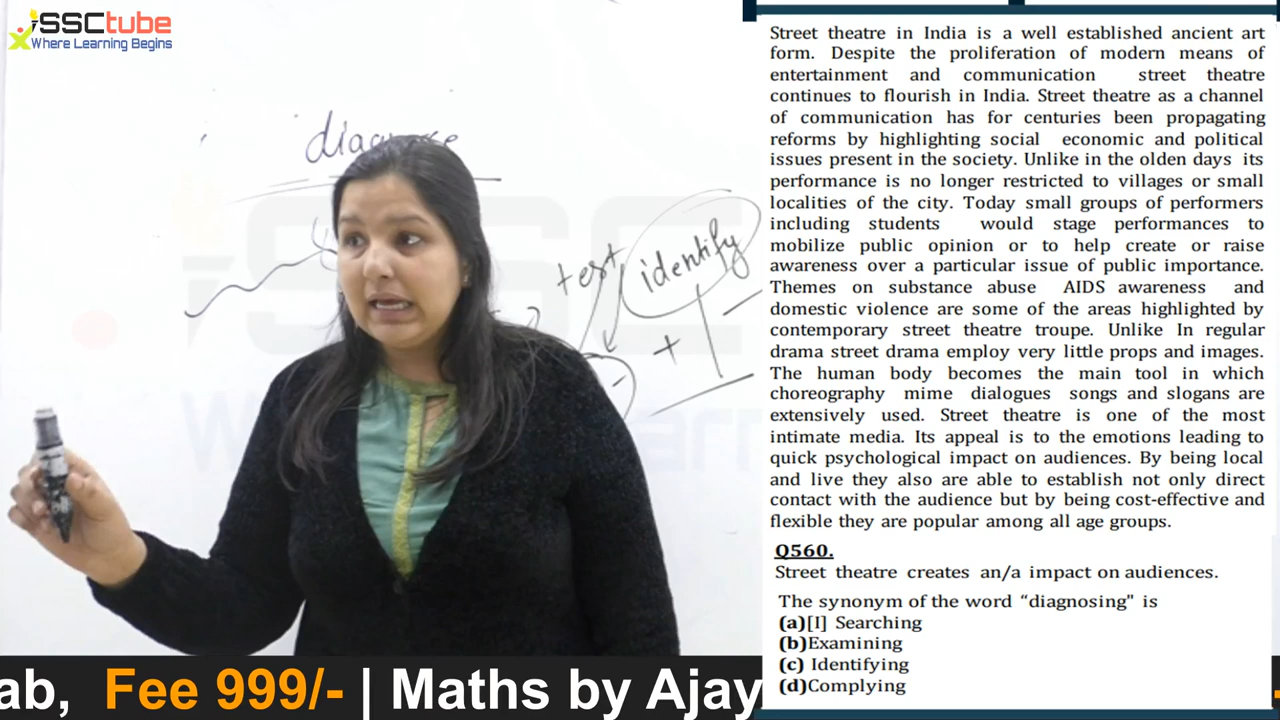 SSCtube
Where Learning Begins
diagnose
test
identify
+
Street theatre in India is a well established ancient art
form. Despite the proliferation of modern means of
entertainment and communication street theatre
continues to flourish in India. Street theatre as a channel
of communication has for centuries been propagating
reforms by highlighting social economic and political
issues present in the society. Unlike in the olden days its
performance is no longer restricted to villages or small
localities of the city. Today small groups of performers
including students would stage performances to
mobilize public opinion or to help create or raise
awareness over a particular issue of public importance.
Themes on substance abuse AIDS awareness and
domestic violence are some of the areas highlighted by
contemporary street theatre troupe. Unlike In regular
drama street drama employ very little props and images.
The human body becomes the main tool in which
choreography mime dialogues songs and slogans are
extensively used. Street theatre is one of the most
intimate media. Its appeal is to the emotions leading to
quick psychological impact on audiences. By being local
and live they also are able to establish not only direct
contact with the audience but by being cost-effective and
flexible they are popular among all age groups.
Q560.
Street theatre creates an/a impact on audiences.
The synonym of the word “diagnosing" is
(a)[I] Searching
(b)Examining
(c) Identifying
(d)Complying
ab, Fee 999/- | Maths by Ajay